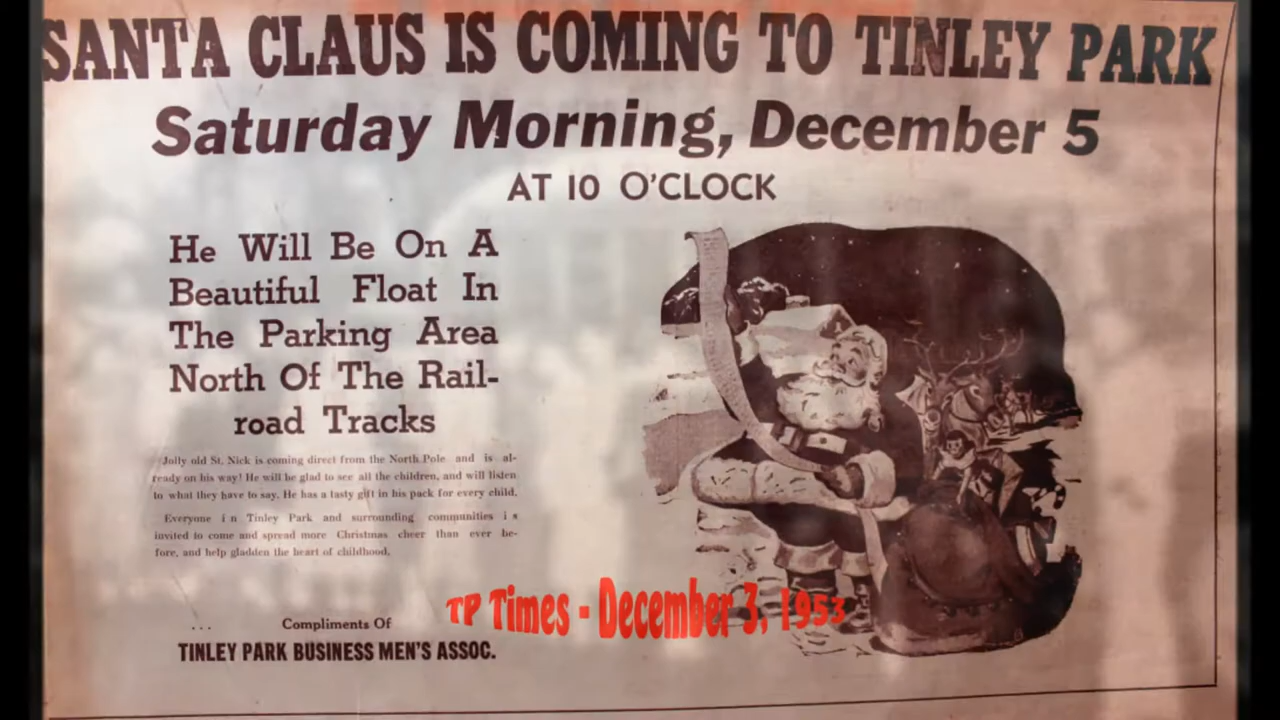 SANTA CLAUS IS COMING TO TINLEY PARK
Saturday Morning, December 5
AT 10 O'CLOCK
He Will Be On A
Beautiful Float In
The Parking Area
North Of The Rail-
road Tracks
Jolly old St. Nick is coming direct from the North Pole and is al-
ready on his way! He will be glad to see all the children, and will listen
to what they have to say. He has a tasty gift in his pack for every child.
Everyone in Tinley Park and surrounding communities is
invited to come and spread more Christmas cheer than ever be-
fore, and help gladden the heart of childhood.
... Compliments Of
TINLEY PARK BUSINESS MEN'S ASSOC.
TP Times - December 3, 1953